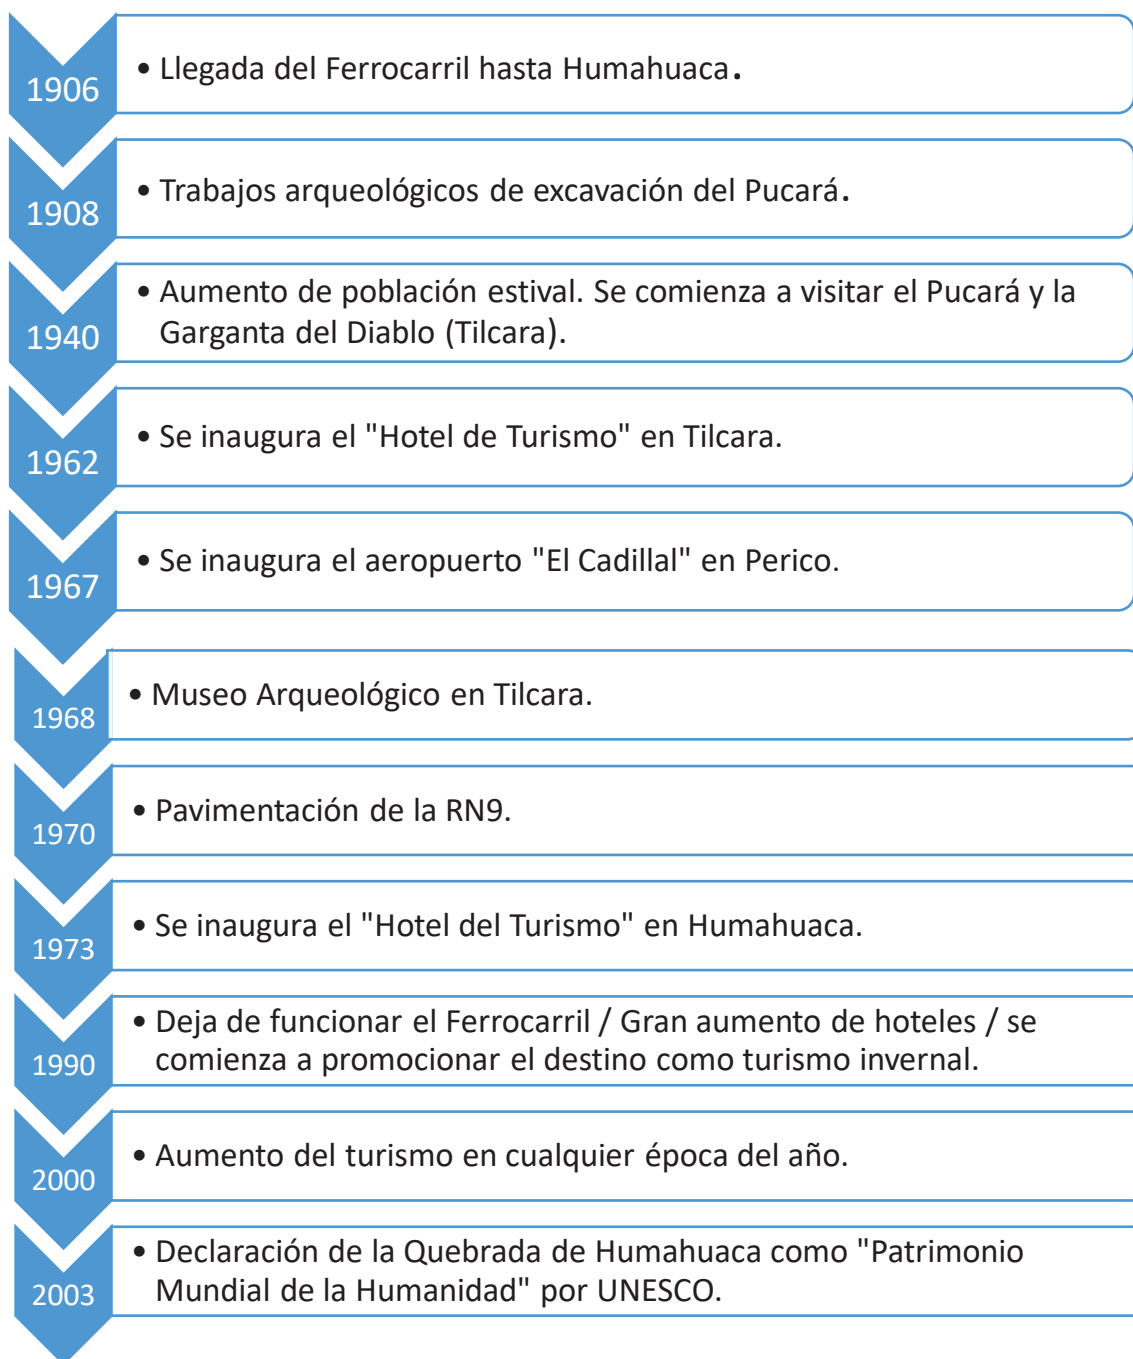 1906
• Llegada del Ferrocarril hasta Humahuaca.
1908
• Trabajos arqueológicos de excavación del Pucará.
1940
• Aumento de población estival. Se comienza a visitar el Pucará y la
Garganta del Diablo (Tilcara).
1962
• Se inaugura el "Hotel de Turismo" en Tilcara.
1967
• Se inaugura el aeropuerto "El Cadillal" en Perico.
1968
• Museo Arqueológico en Tilcara.
1970
• Pavimentación de la RN9.
1973
• Se inaugura el "Hotel del Turismo" en Humahuaca.
1990
• Deja de funcionar el Ferrocarril / Gran aumento de hoteles / se
comienza a promocionar el destino como turismo invernal.
2000
• Aumento del turismo en cualquier época del año.
2003
• Declaración de la Quebrada de Humahuaca como "Patrimonio
Mundial de la Humanidad" por UNESCO.